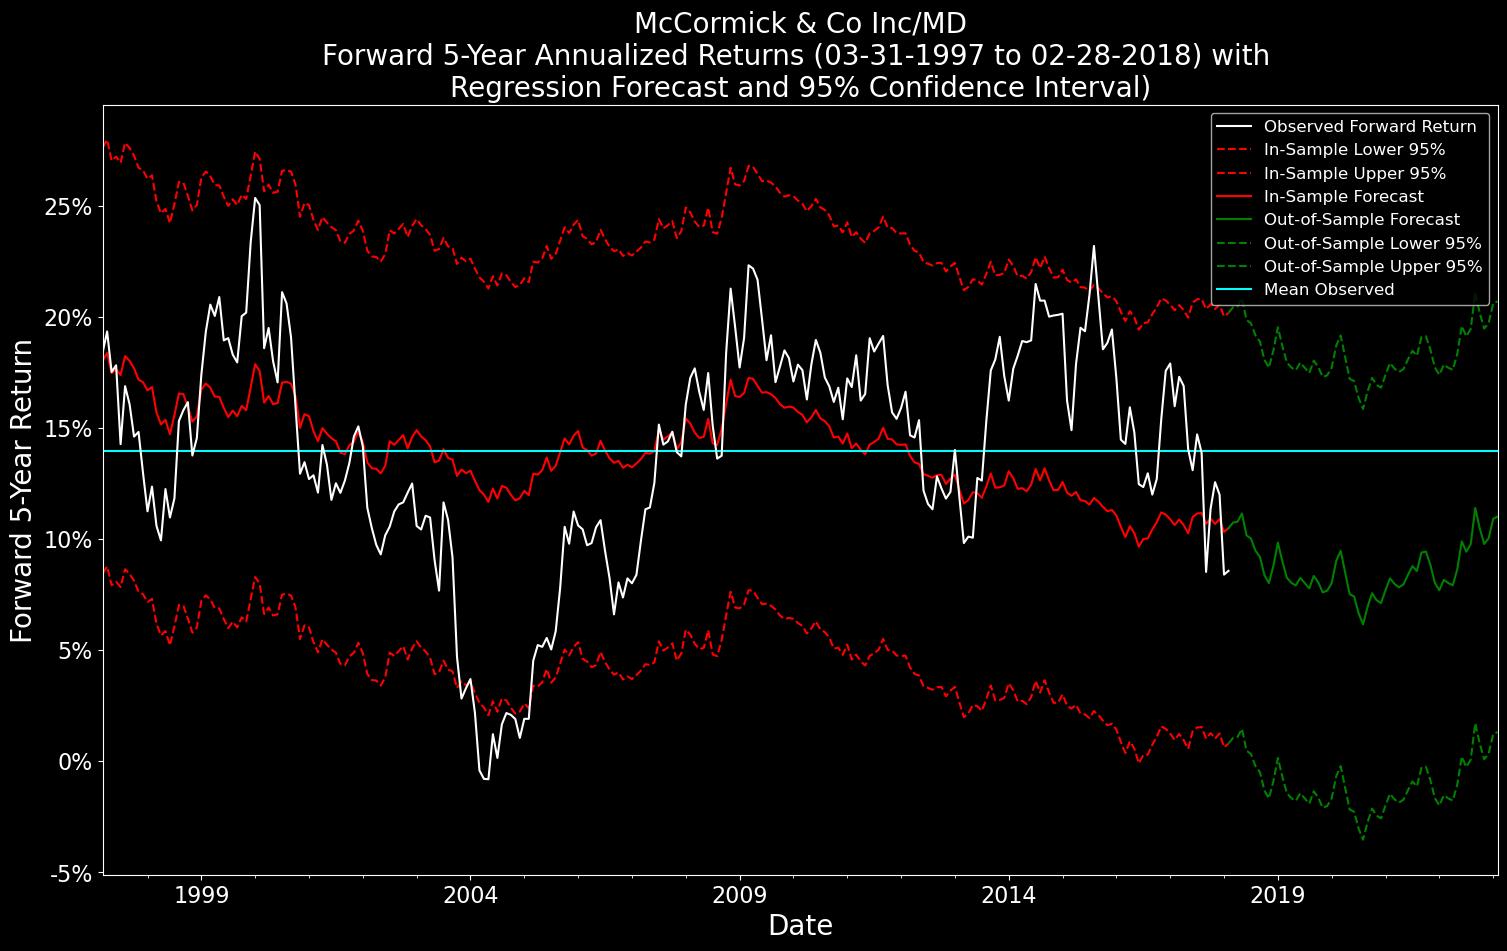 McCormick & Co Inc/MD
Forward 5-Year Annualized Returns (03-31-1997 to 02-28-2018) with
Regression Forecast and 95% Confidence Interval)
Observed Forward Return
In-Sample Lower 95%
In-Sample Upper 95%
In-Sample Forecast
Out-of-Sample Forecast
Out-of-Sample Lower 95%
Out-of-Sample Upper 95%
Mean Observed
Forward 5-Year Return
25%
20%
15%
10%
5%
0%
-5%
1999
2004
2009
2014
2019
Date